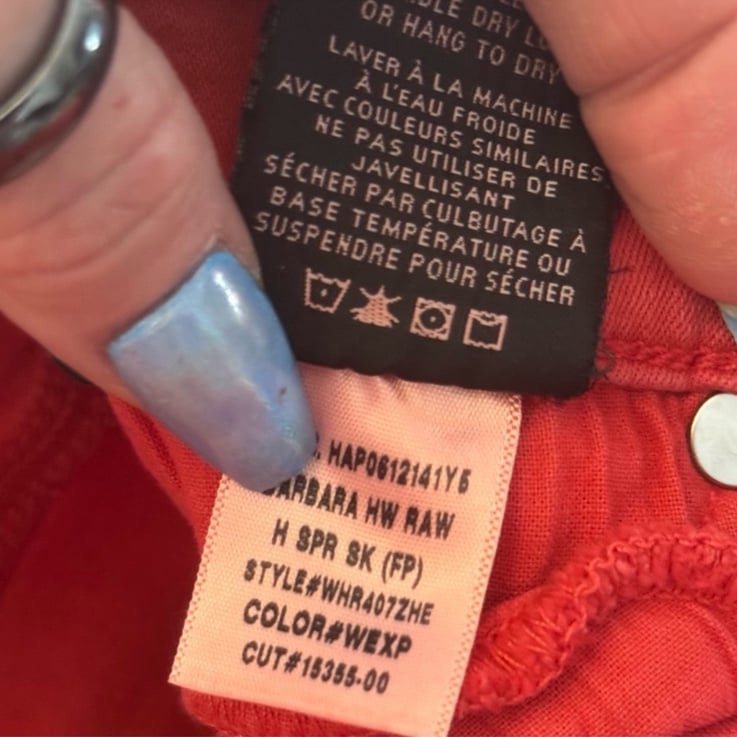 DRY
OR HANG TO DRY
LAVER À LA MACHINE
À L'EAU FROIDE
AVEC COULEURS SIMILAIRES.
NE PAS UTILISER DE
JAVELLISANT
SÉCHER PAR CULBUTAGE À
BASE TEMPÉRATURE OU
SUSPENDRE POUR SÉCHER
HAP0612141Y5
BARBARA HW RAW
H SPR SK (FP)
STYLE#WHR407ZHE
COLOR#WEXP
CUT#15355-00